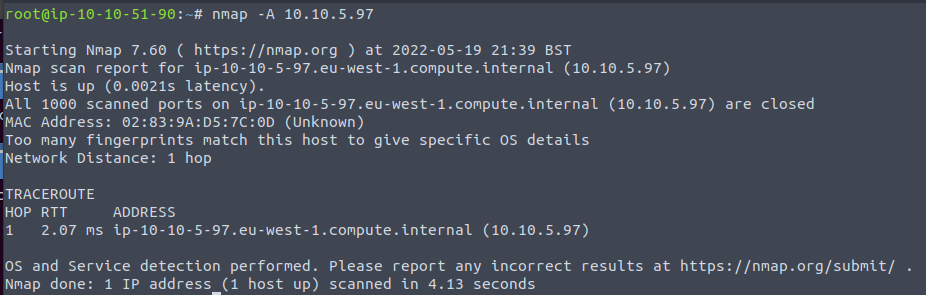 root@ip-10-10-51-90:~# nmap -A 10.10.5.97
Starting Nmap 7.60 ( https://nmap.org ) at 2022-05-19 21:39 BST
Nmap scan report for ip-10-10-5-97.eu-west-1.compute.internal (10.10.5.97)
Host is up (0.0021s latency).
All 1000 scanned ports on ip-10-10-5-97.eu-west-1.compute.internal (10.10.5.97) are closed
MAC Address: 02:83:9A:D5:7C:0D (Unknown)
Too many fingerprints match this host to give specific OS details
Network Distance: 1 hop
TRACEROUTE
HOP RTT     ADDRESS
1   2.07 ms ip-10-10-5-97.eu-west-1.compute.internal (10.10.5.97)
OS and Service detection performed. Please report any incorrect results at https://nmap.org/submit/ .
Nmap done: 1 IP address (1 host up) scanned in 4.13 seconds